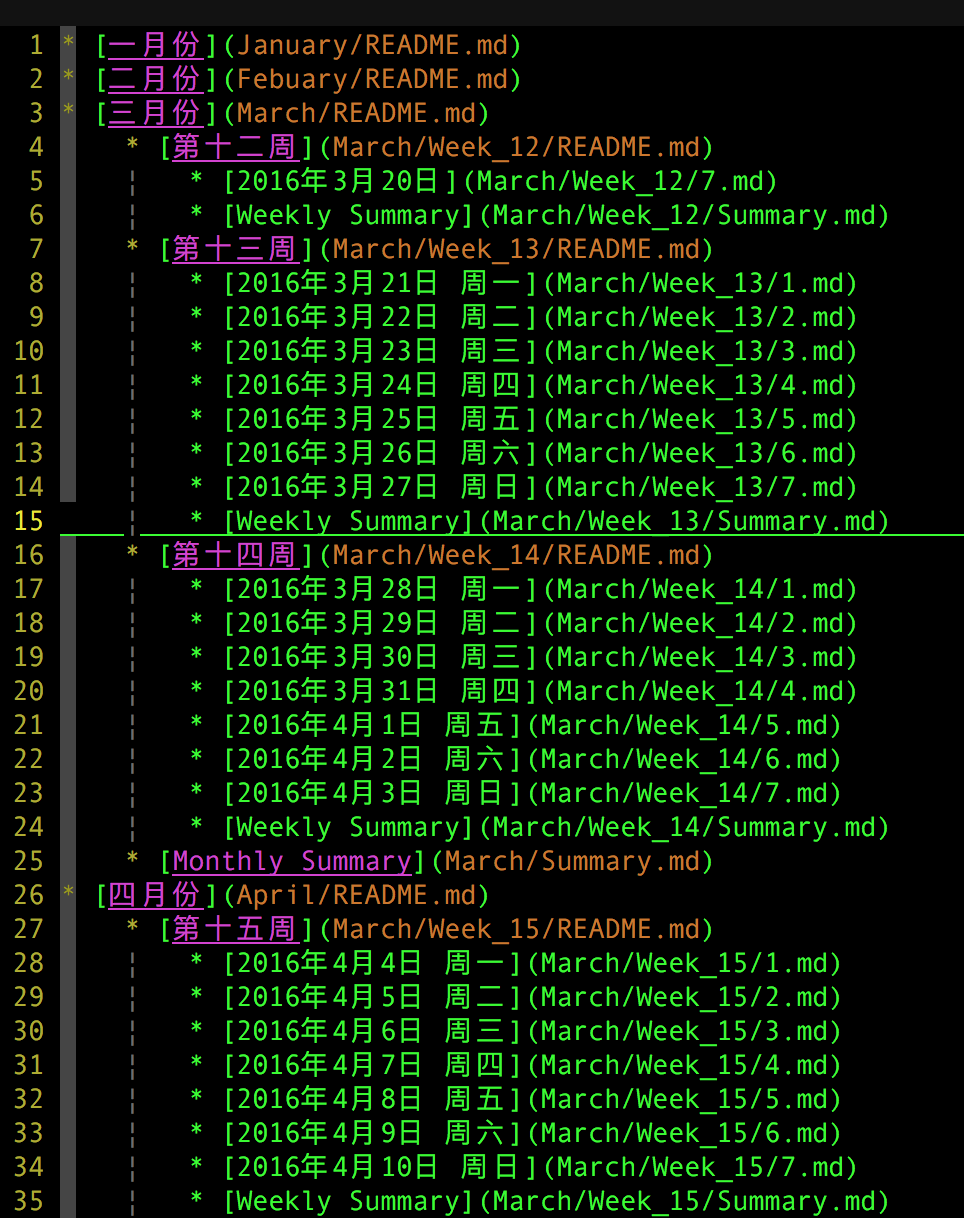 1 * [一月份](January/README.md)
2 * [二月份](Febuary/README.md)
3 * [三月份](March/README.md)
4 * [第十二周](March/Week_12/README.md)
5 ¦ * [2016年3月20日](March/Week_12/7.md)
6 ¦ * [Weekly Summary](March/Week_12/Summary.md)
7 * [第十三周](March/Week_13/README.md)
8 ¦ * [2016年3月21日 周一](March/Week_13/1.md)
9 ¦ * [2016年3月22日 周二](March/Week_13/2.md)
10 ¦ * [2016年3月23日 周三](March/Week_13/3.md)
11 ¦ * [2016年3月24日 周四](March/Week_13/4.md)
12 ¦ * [2016年3月25日 周五](March/Week_13/5.md)
13 ¦ * [2016年3月26日 周六](March/Week_13/6.md)
14 ¦ * [2016年3月27日 周日](March/Week_13/7.md)
15 ¦ * [Weekly Summary](March/Week_13/Summary.md)
16 * [第十四周](March/Week_14/README.md)
17 ¦ * [2016年3月28日 周一](March/Week_14/1.md)
18 ¦ * [2016年3月29日 周二](March/Week_14/2.md)
19 ¦ * [2016年3月30日 周三](March/Week_14/3.md)
20 ¦ * [2016年3月31日 周四](March/Week_14/4.md)
21 ¦ * [2016年4月1日 周五](March/Week_14/5.md)
22 ¦ * [2016年4月2日 周六](March/Week_14/6.md)
23 ¦ * [2016年4月3日 周日](March/Week_14/7.md)
24 ¦ * [Weekly Summary](March/Week_14/Summary.md)
25 * [Monthly Summary](March/Summary.md)
26 * [四月份](April/README.md)
27 * [第十五周](March/Week_15/README.md)
28 ¦ * [2016年4月4日 周一](March/Week_15/1.md)
29 ¦ * [2016年4月5日 周二](March/Week_15/2.md)
30 ¦ * [2016年4月6日 周三](March/Week_15/3.md)
31 ¦ * [2016年4月7日 周四](March/Week_15/4.md)
32 ¦ * [2016年4月8日 周五](March/Week_15/5.md)
33 ¦ * [2016年4月9日 周六](March/Week_15/6.md)
34 ¦ * [2016年4月10日 周日](March/Week_15/7.md)
35 ¦ * [Weekly Summary](March/Week_15/Summary.md)